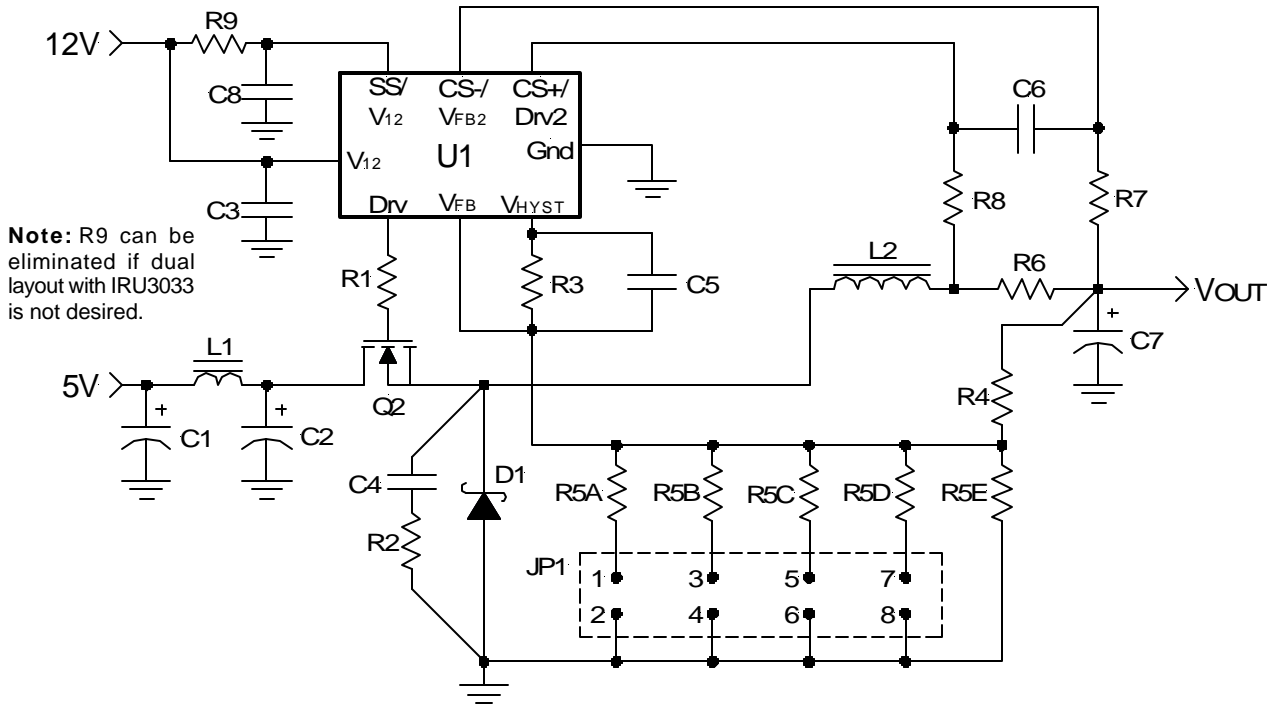 R9
12V
C8
SS/
CS-/
CS+/
V12
VFB2
Drv2
C6
U1
Gnd
V12
C3
Drv
VFB
VHYST
R8
R7
Note: R9 can be
eliminated if dual
layout with IRU3033
is not desired.
R1
R3
C5
L2
R6
VOUT
+
C7
L1
5V
Q2
R4
+
C1
+
C2
C4
D1
R5A
R5B
R5C
R5D
R5E
R2
JP1
1
3
5
7
2
4
6
8